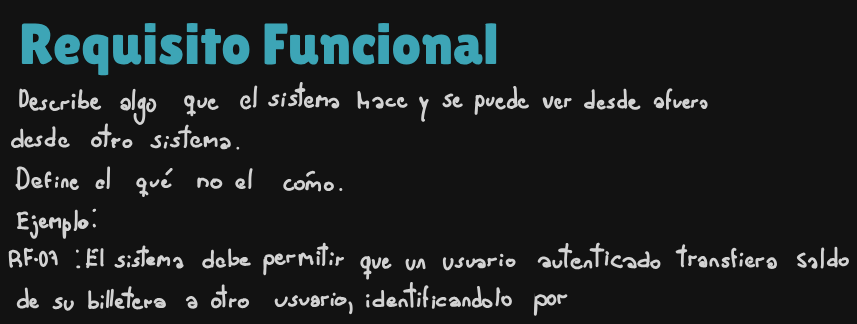 Requisito Funcional
Describe algo que el sistema hace y se puede ver desde afuera
desde otro sistema.
Define el qué no el cómo.
Ejemplo:
RF-07 : El sistema debe permitir que un usuario autenticado transfiera saldo
de su billetera a otro usuario, identificandolo por